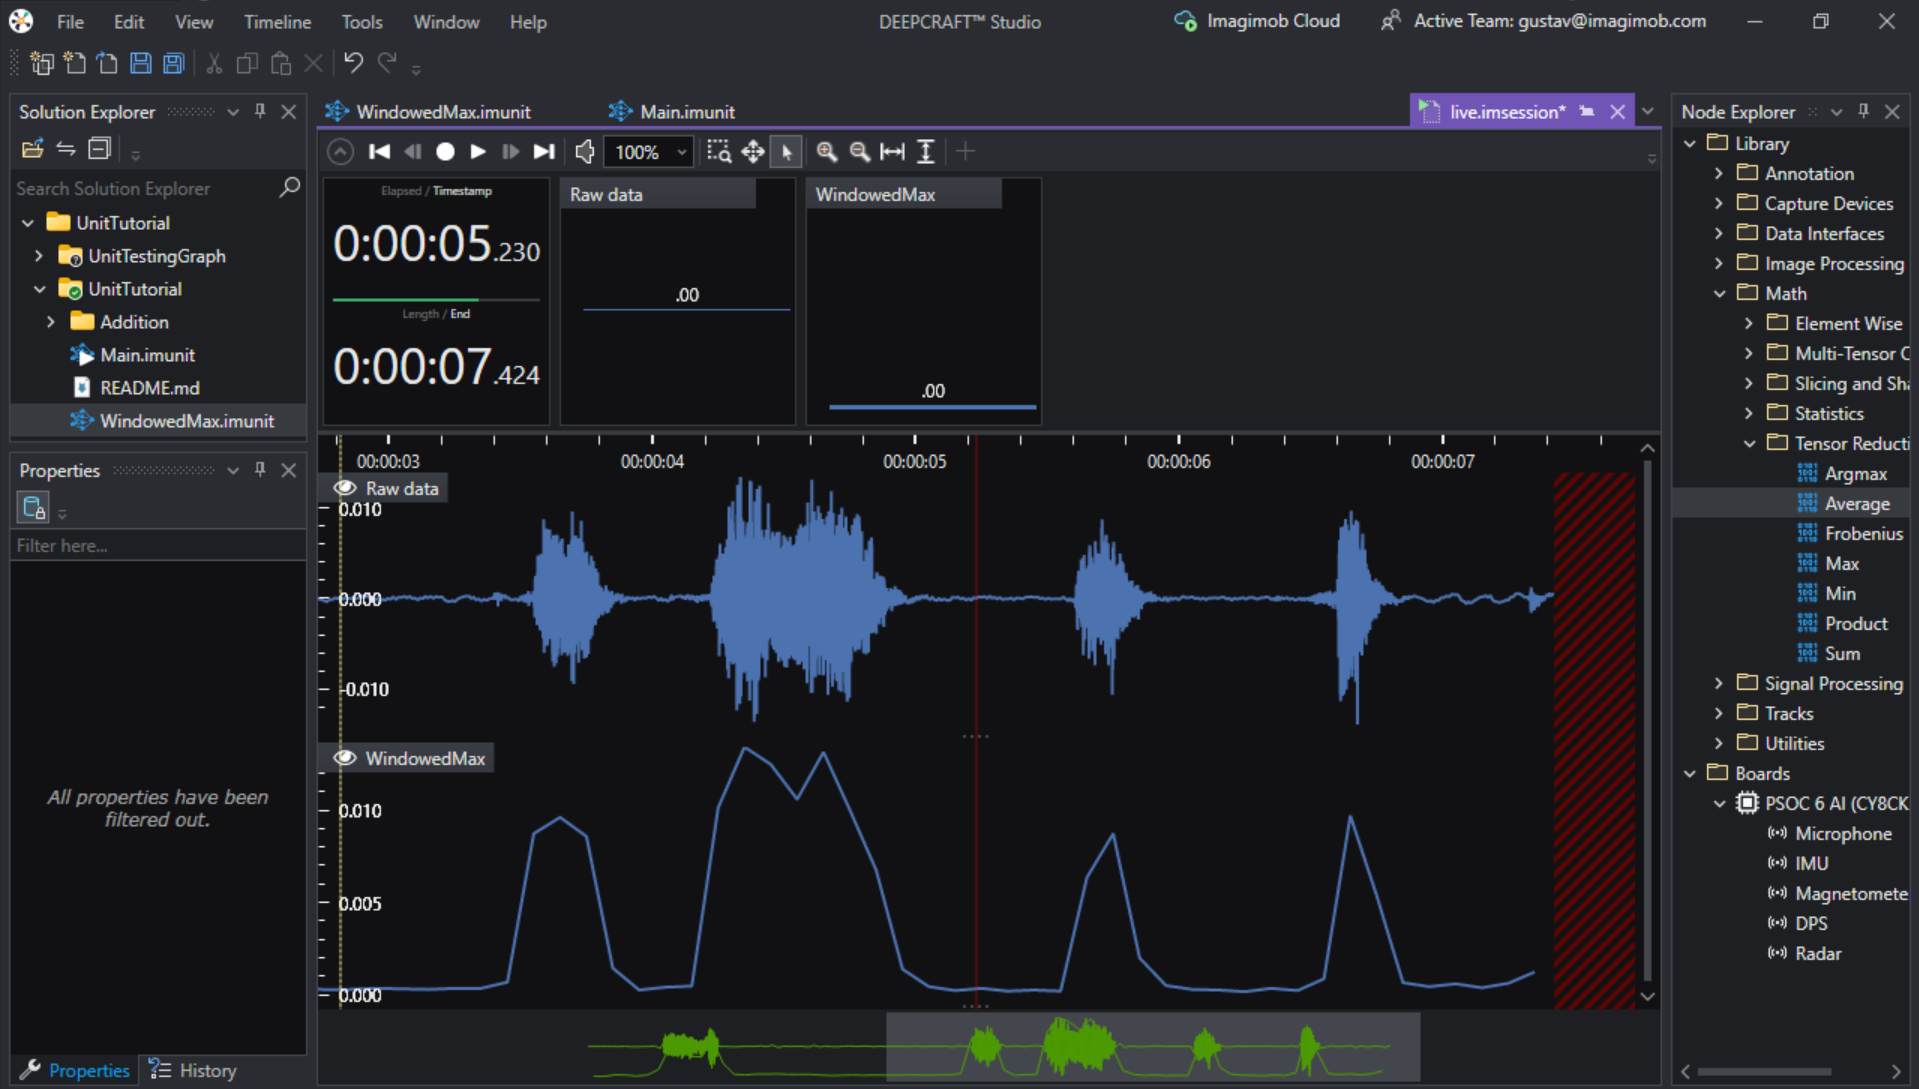 File Edit View Timeline Tools Window Help
DEEPCRAFT™ Studio
Imagimob Cloud
Active Team: gustav@imagimob.com
Solution Explorer
Search Solution Explorer
UnitTutorial
UnitTestingGraph
UnitTutorial
Addition
Main.imunit
README.md
WindowedMax.imunit
Properties
Filter here...
All properties have been
filtered out.
Properties
History
WindowedMax.imunit
Main.imunit
live.imsession*
100%
Elapsed / Timestamp
0:00:05.230
Length / End
0:00:07.424
Raw data
.00
WindowedMax
.00
00:00:03 00:00:04 00:00:05 00:00:06 00:00:07
Raw data
0.010
0.000
-0.010
WindowedMax
0.010
0.005
0.000
Node Explorer
Library
Annotation
Capture Devices
Data Interfaces
Image Processing
Math
Element Wise
Multi-Tensor C
Slicing and Sha
Statistics
Tensor Reducti
Argmax
Average
Frobenius
Max
Min
Product
Sum
Signal Processing
Tracks
Utilities
Boards
PSOC 6 AI (CY8CK
Microphone
IMU
Magnetomete
DPS
Radar